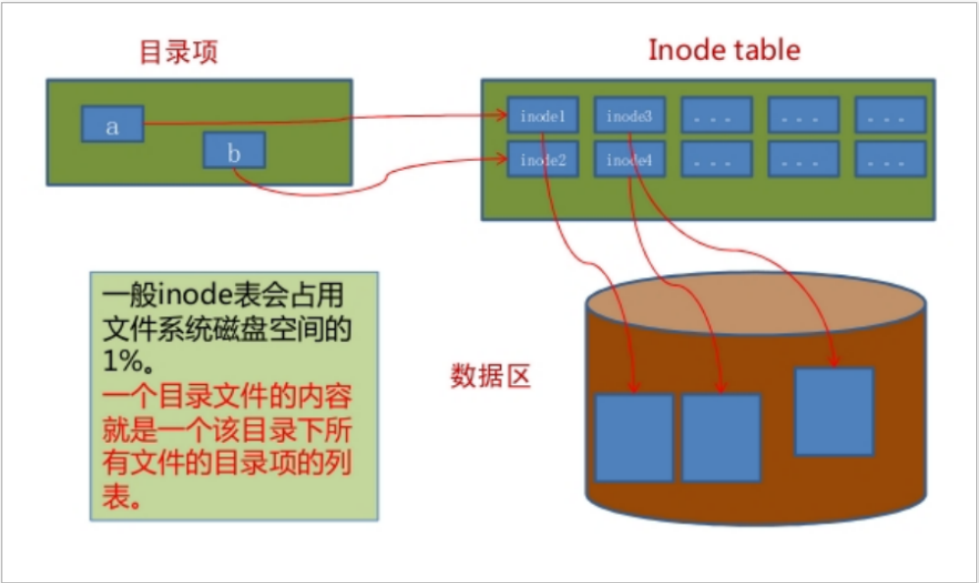 目录项
Inode table
a
b
inode1
inode3
. . .
. . .
. . .
inode2
inode4
. . .
. . .
. . .
一般inode表会占用
文件系统磁盘空间的
1%。
一个目录文件的内容
就是一个该目录下所
有文件的目录项的列
表。
数据区